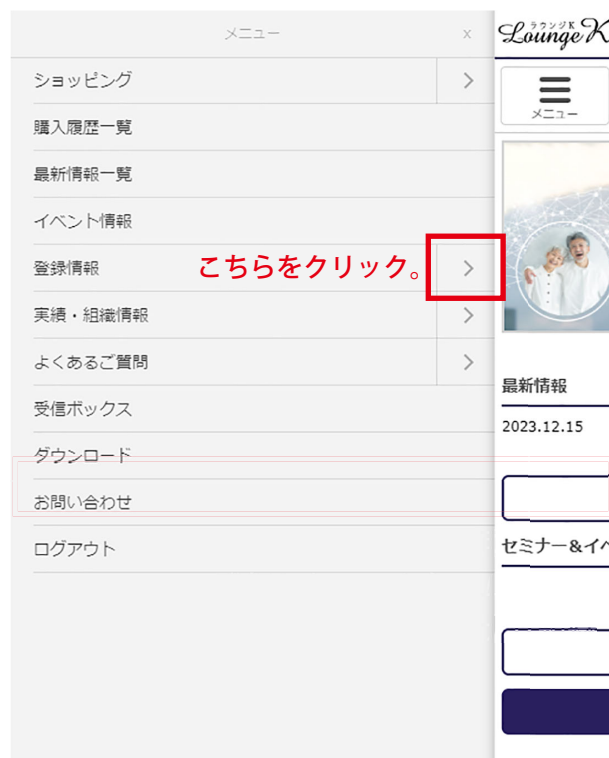 メニュー x
ショッピング
購入履歴一覧
最新情報一覧
イベント情報
登録情報
こちらをクリック。
実績・組織情報
よくあるご質問
受信ボックス
ダウンロード
お問い合わせ
ログアウト
ラウンジK
Lounge K
メニュー
最新情報
2023.12.15
セミナー&イベ